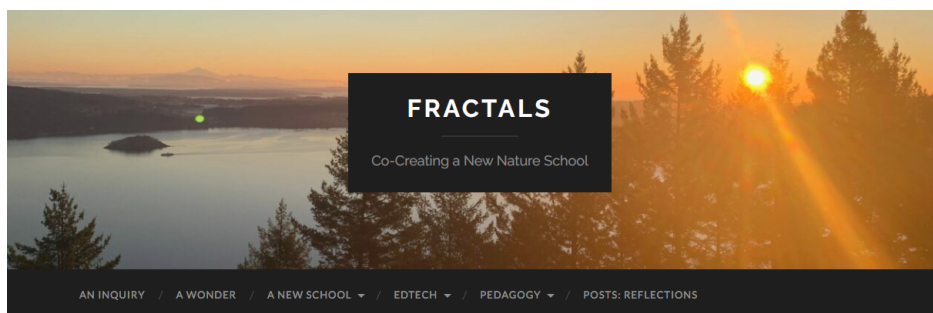 FRACTALS
Co-Creating a New Nature School
AN INQUIRY / A WONDER / A NEW SCHOOL / EDTECH / PEDAGOGY / POSTS: REFLECTIONS